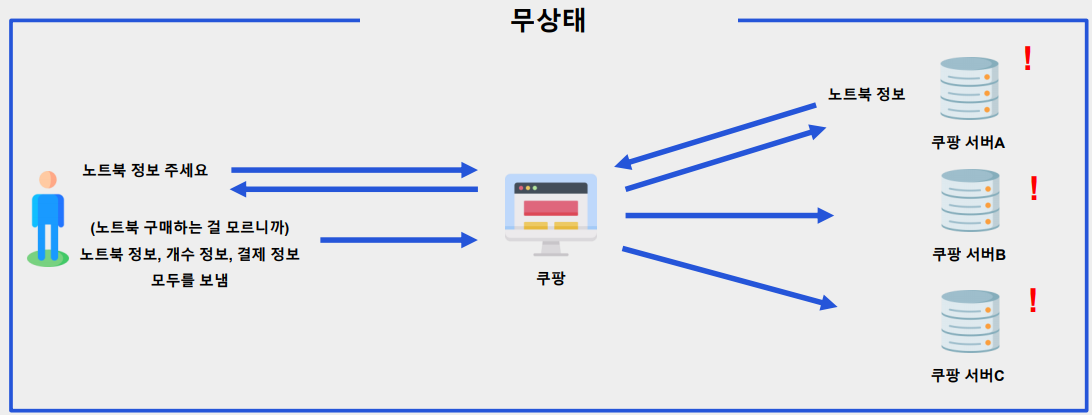 무상태
노트북 정보
쿠팡 서버A
노트북 정보 주세요
(노트북 구매하는 걸 모르니까)
노트북 정보, 개수 정보, 결제 정보
모두를 보냄
쿠팡
쿠팡 서버B
쿠팡 서버C
!
!
!